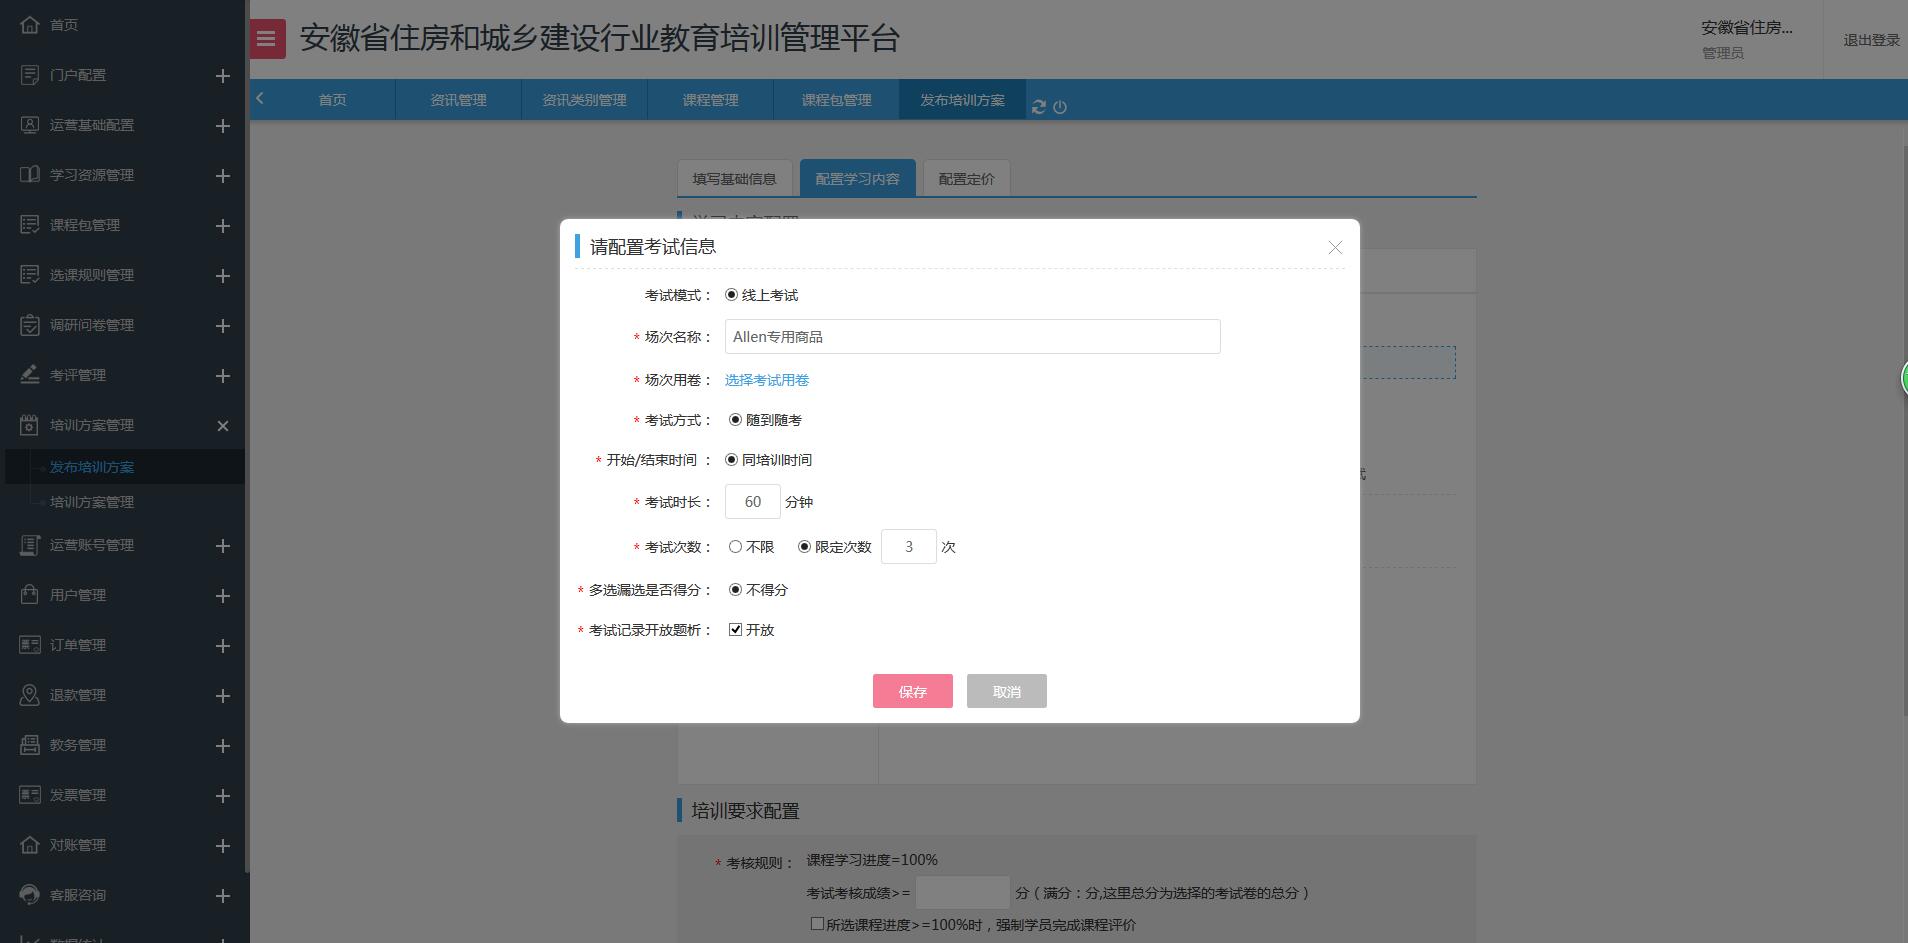 首页
门户配置
运营基础配置
学习资源管理
课程包管理
选课规则管理
调研问卷管理
考评管理
培训方案管理
发布培训方案
培训方案管理
运营账号管理
用户管理
订单管理
退款管理
教务管理
发票管理
对账管理
客服咨询
安徽省住房和城乡建设行业教育培训管理平台
安徽省住房...
管理员
退出登录
首页 资讯管理 资讯类别管理 课程管理 课程包管理 发布培训方案
填写基础信息 配置学习内容 配置定价
请配置考试信息
考试模式： 线上考试
* 场次名称： Allen专用商品
* 场次用卷： 选择考试用卷
* 考试方式： 随到随考
* 开始/结束时间 ： 同培训时间
* 考试时长： 60 分钟
* 考试次数： 不限 限定次数 3 次
* 多选漏选是否得分： 不得分
* 考试记录开放题析： 开放
保存 取消
培训要求配置
* 考核规则： 课程学习进度=100%
考试考核成绩>= 分（满分：分,这里总分为选择的考试卷的总分）
所选课程进度>=100%时，强制学员完成课程评价